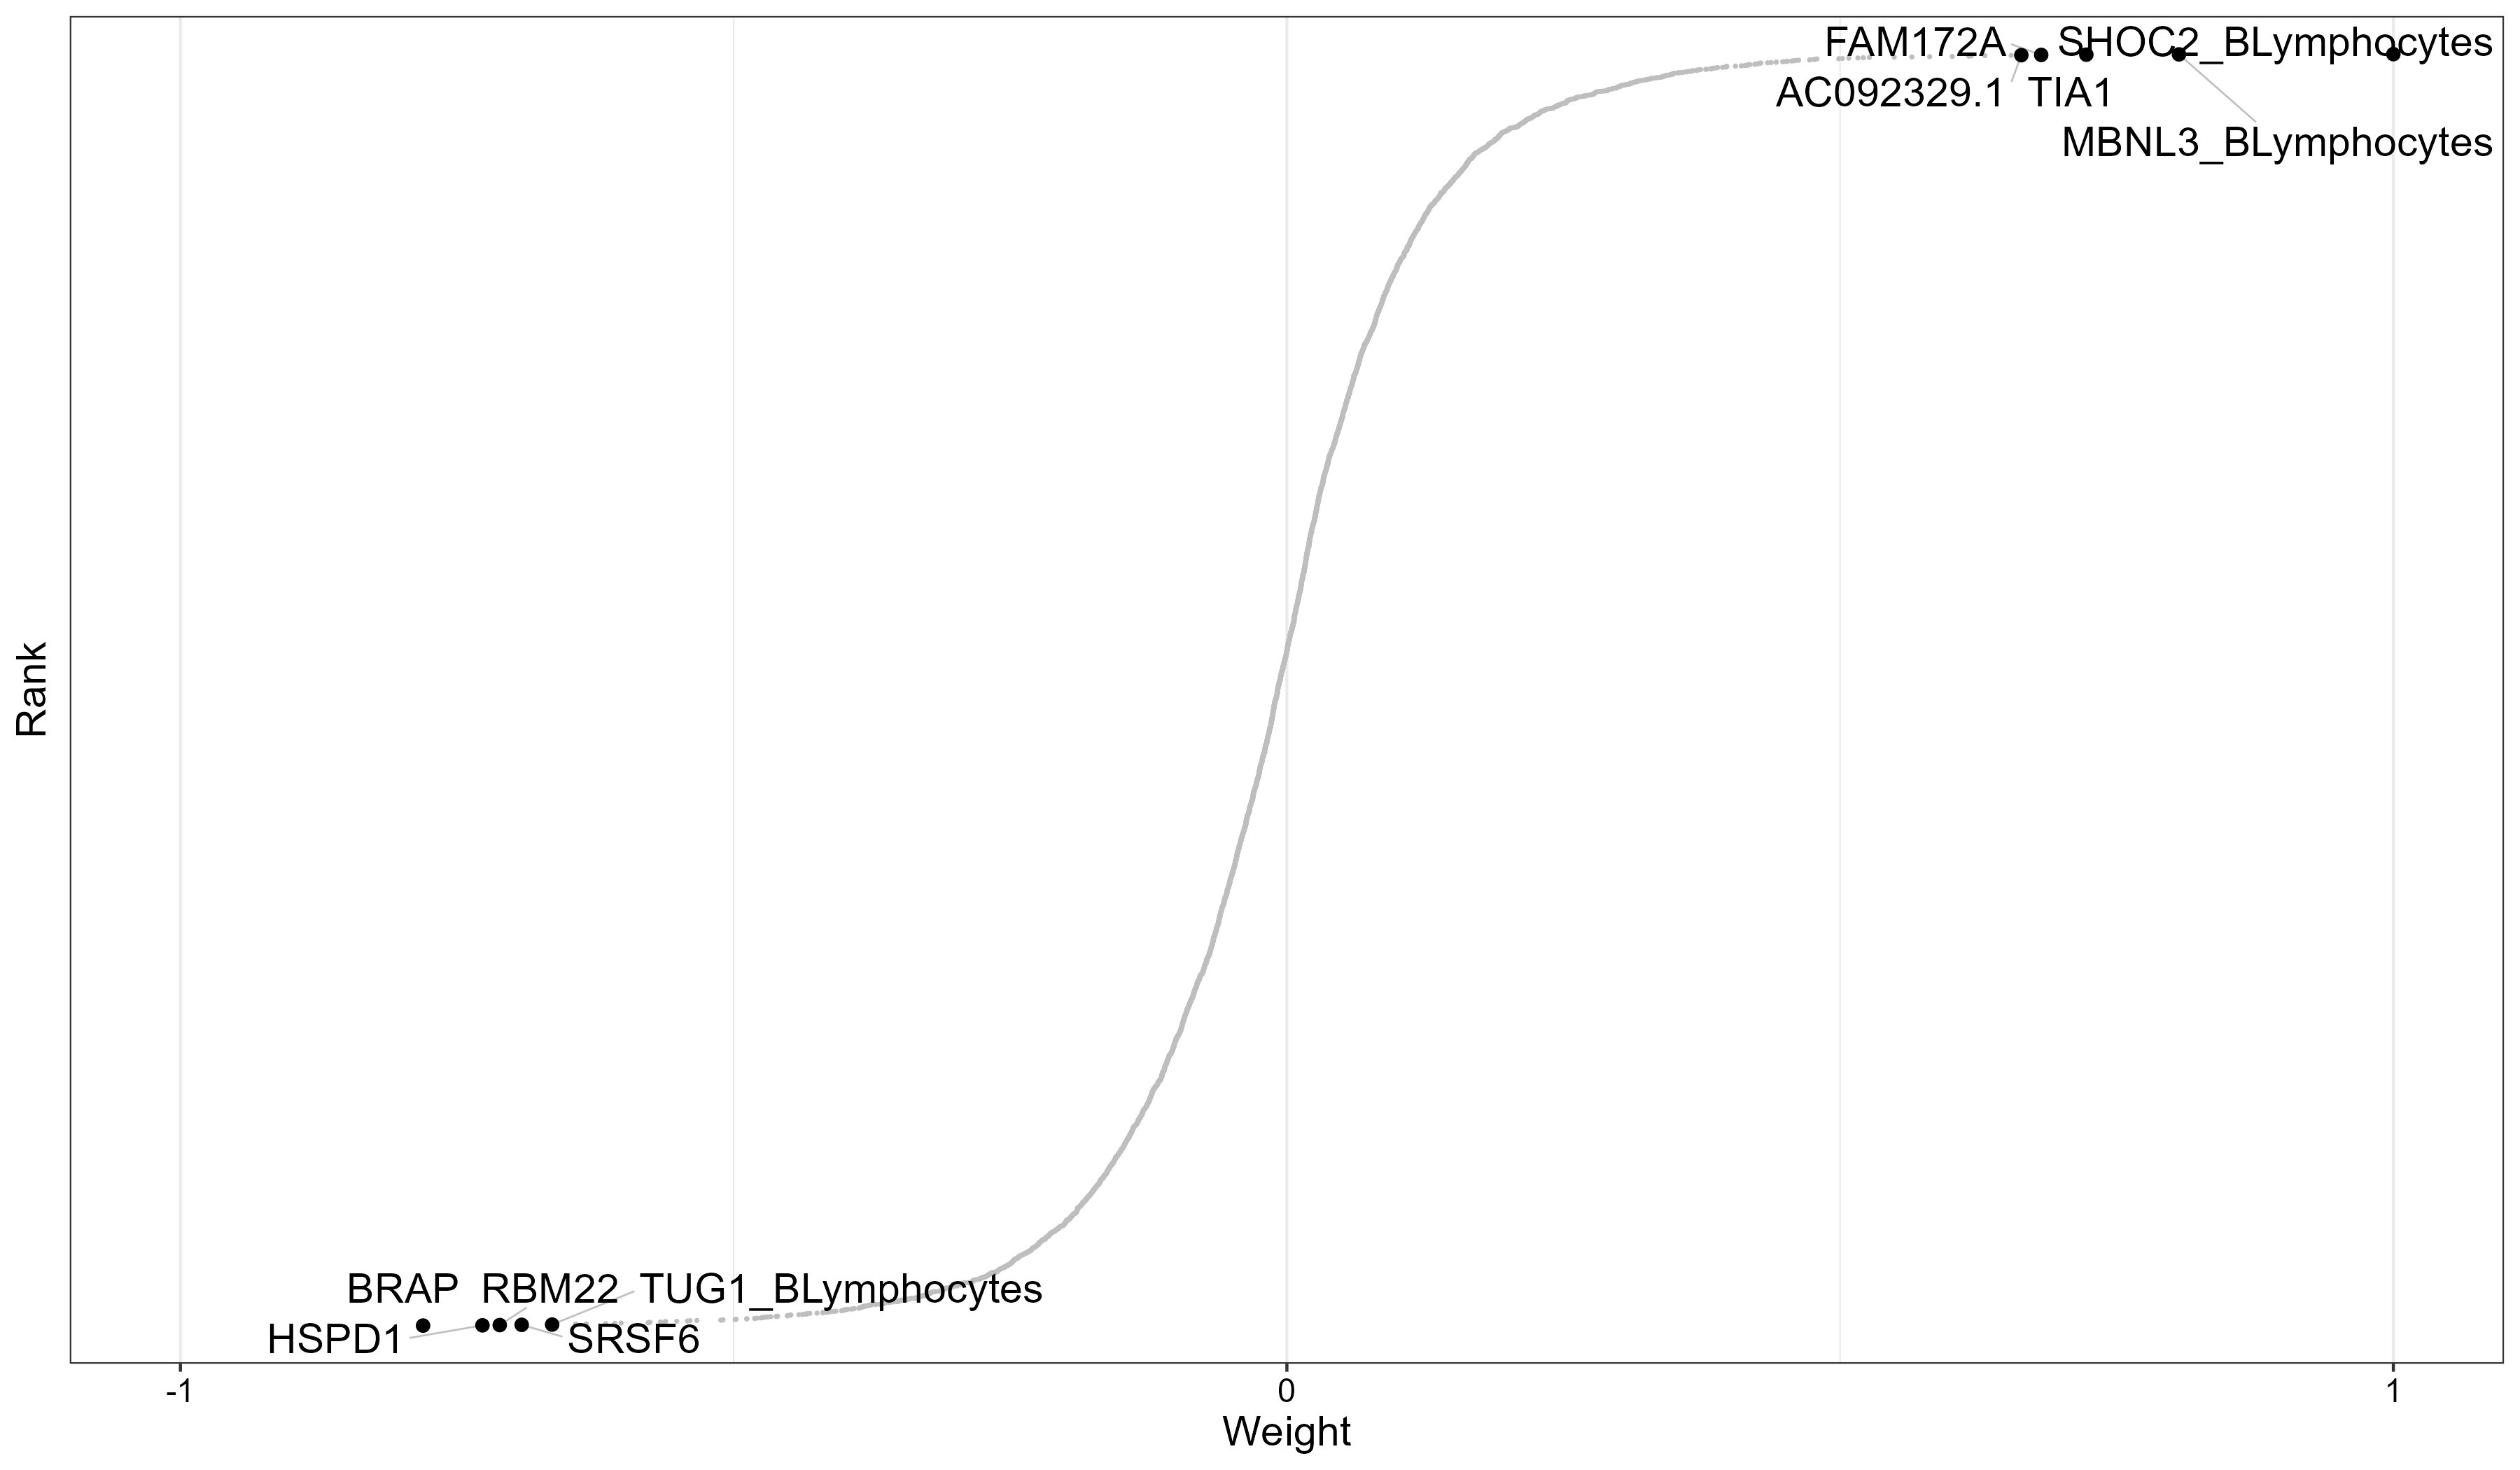 FAM172A SHOC2_BLymphocytes
AC092329.1 TIA1
MBNL3_BLymphocytes
Rank
BRAP RBM22 TUG1_BLymphocytes
HSPD1 SRSF6
-1 0 1
Weight